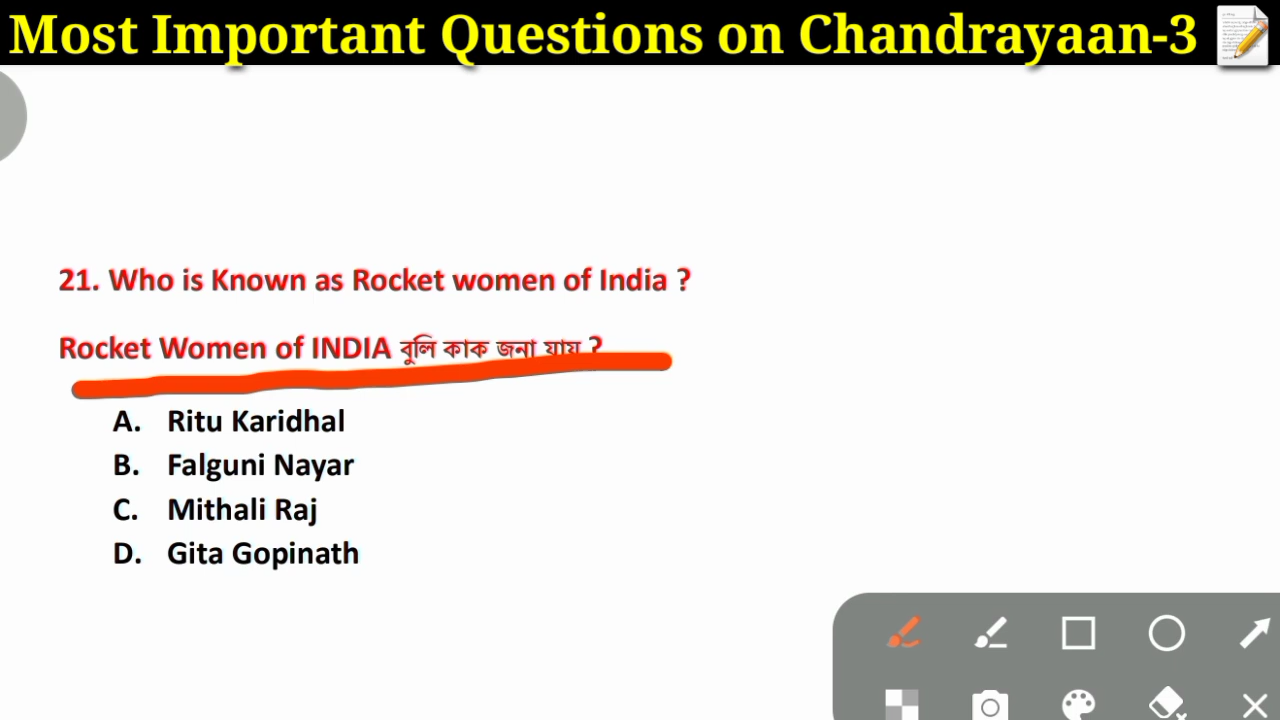 Most Important Questions on Chandrayaan-3
21. Who is Known as Rocket women of India ?
Rocket Women of INDIA বুলি কাক জনা যায় ?
A. Ritu Karidhal
B. Falguni Nayar
C. Mithali Raj
D. Gita Gopinath